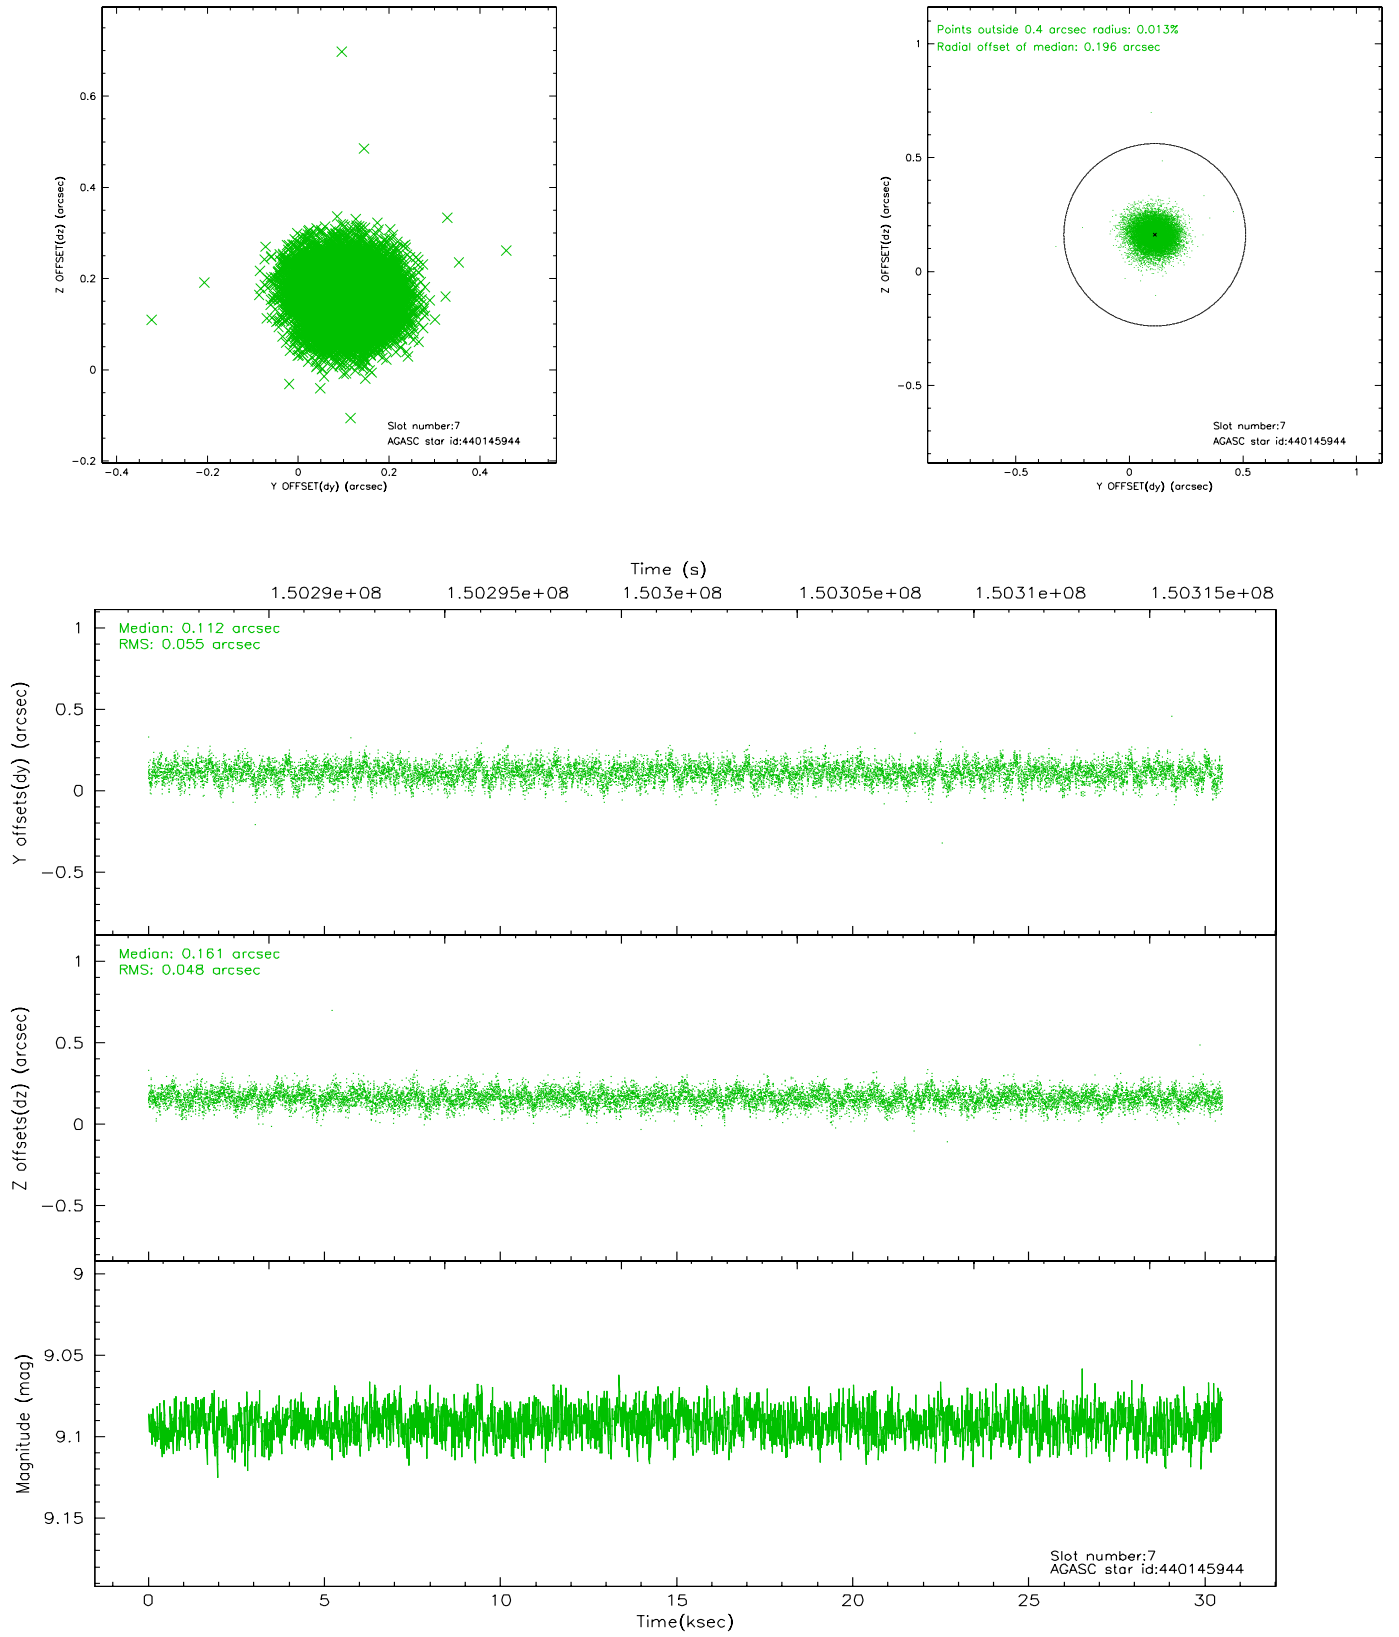 0.6
0.4
0.2
0
−0.2
−0.4 −0.2 0 0.2 0.4
Z OFFSET(dz) (arcsec)
Y OFFSET(dy) (arcsec)
Slot number:7
AGASC star id:440145944
Points outside 0.4 arcsec radius: 0.013%
Radial offset of median: 0.196 arcsec
1
0.5
0
−0.5
−0.5 0 0.5 1
Z OFFSET(dz) (arcsec)
Y OFFSET(dy) (arcsec)
Slot number:7
AGASC star id:440145944
Time (s)
1.5029e+08 1.50295e+08 1.503e+08 1.50305e+08 1.5031e+08 1.50315e+08
Median: 0.112 arcsec
RMS: 0.055 arcsec
1
0.5
0
−0.5
Y offsets(dy) (arcsec)
Median: 0.161 arcsec
RMS: 0.048 arcsec
1
0.5
0
−0.5
Z offsets(dz) (arcsec)
9
9.05
9.1
9.15
Magnitude (mag)
Slot number:7
AGASC star id:440145944
0 5 10 15 20 25 30
Time(ksec)